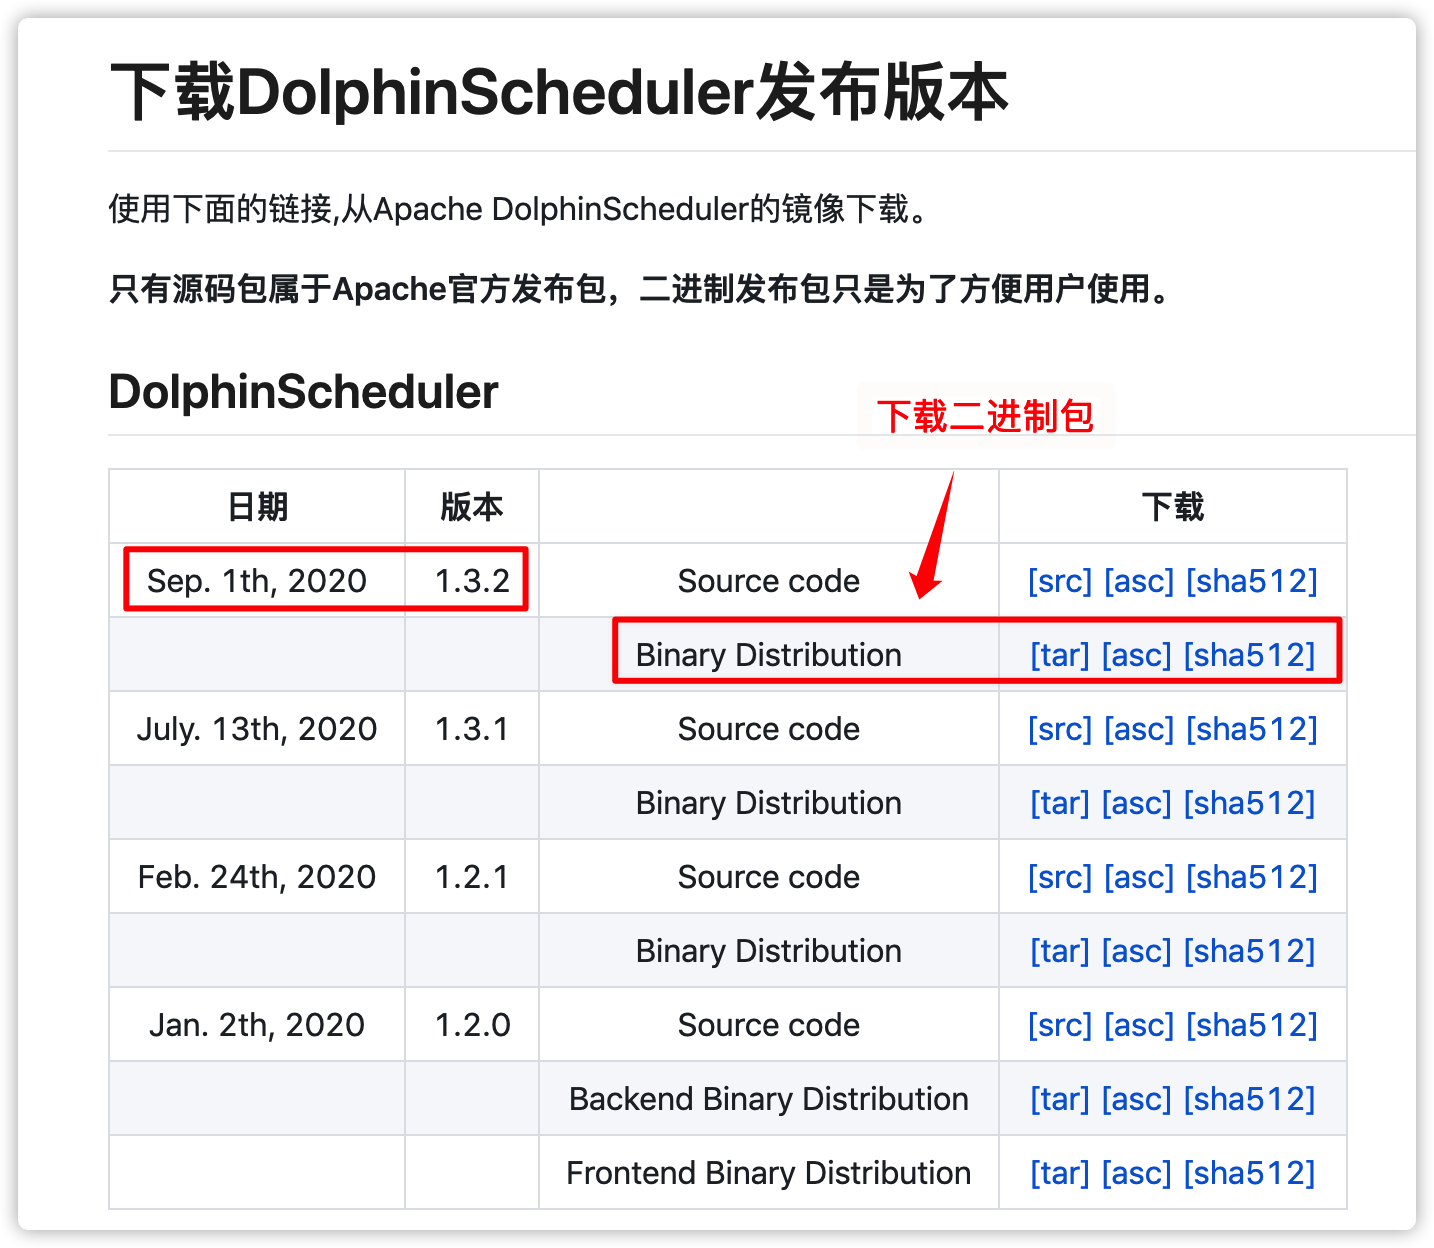 下载DolphinScheduler发布版本
使用下面的链接,从Apache DolphinScheduler的镜像下载。
只有源码包属于Apache官方发布包，二进制发布包只是为了方便用户使用。
DolphinScheduler
下载二进制包
日期 版本 下载
Sep. 1th, 2020 1.3.2 Source code [src] [asc] [sha512]
Binary Distribution [tar] [asc] [sha512]
July. 13th, 2020 1.3.1 Source code [src] [asc] [sha512]
Binary Distribution [tar] [asc] [sha512]
Feb. 24th, 2020 1.2.1 Source code [src] [asc] [sha512]
Binary Distribution [tar] [asc] [sha512]
Jan. 2th, 2020 1.2.0 Source code [src] [asc] [sha512]
Backend Binary Distribution [tar] [asc] [sha512]
Frontend Binary Distribution [tar] [asc] [sha512]